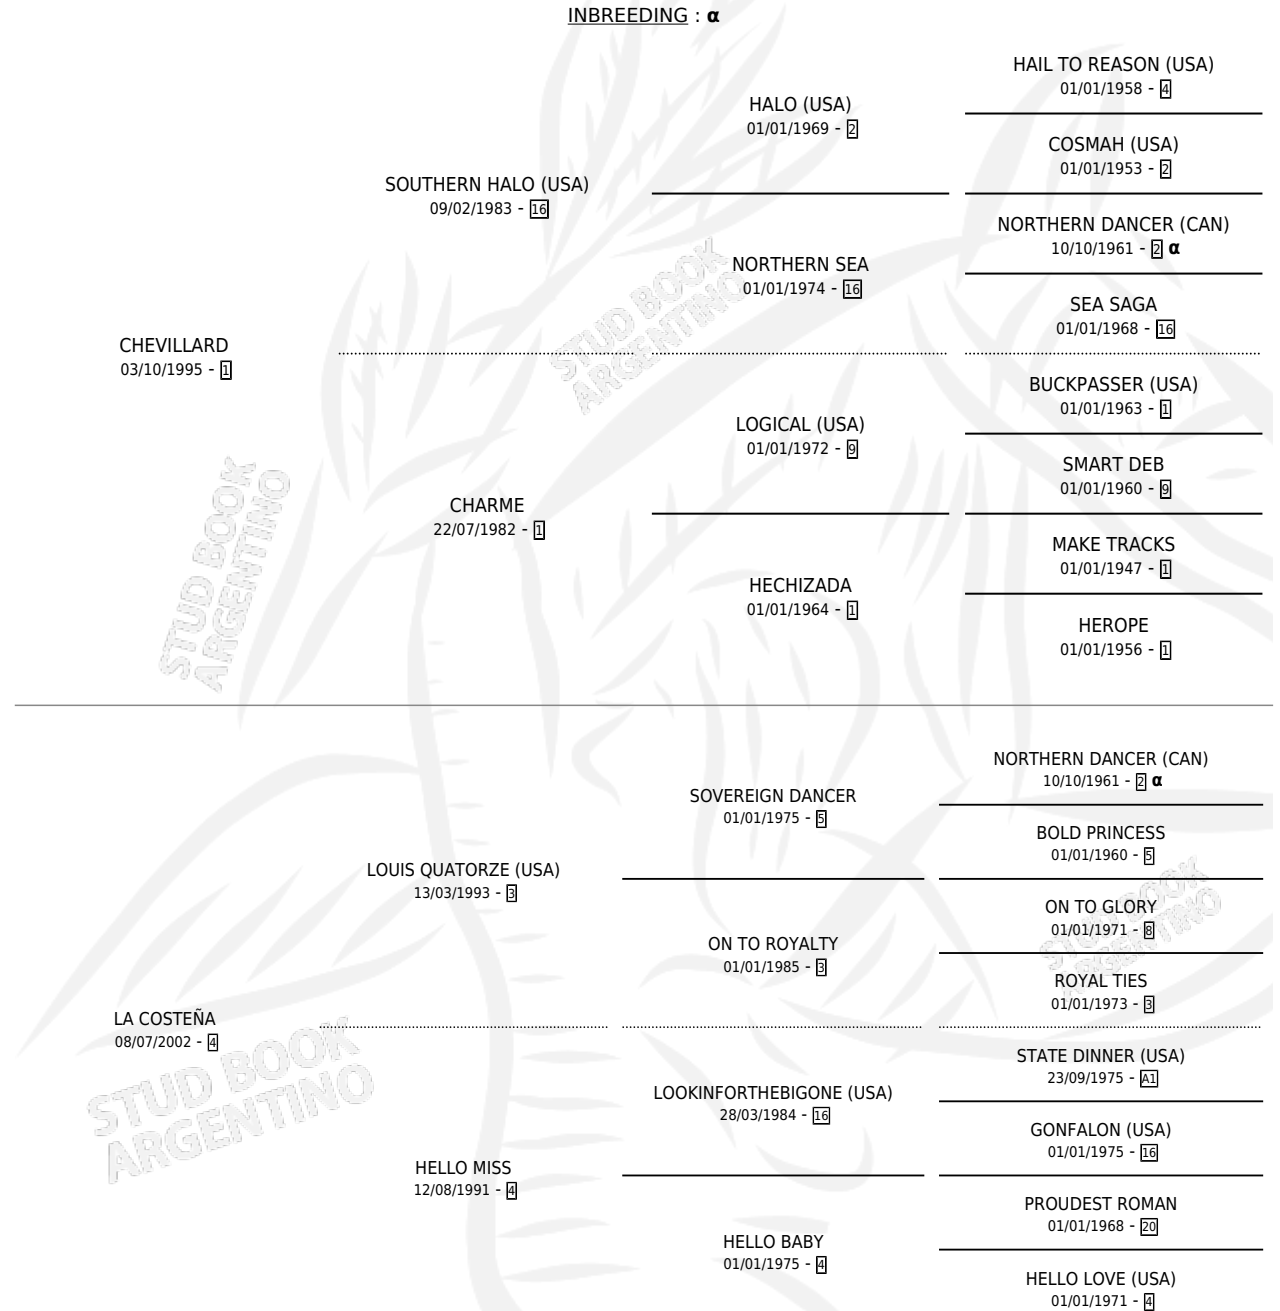 INBREEDING : α
HAIL TO REASON (USA)
01/01/1958 - 4
HALO (USA)
01/01/1969 - 2
COSMAH (USA)
01/01/1953 - 2
SOUTHERN HALO (USA)
09/02/1983 - 16
NORTHERN DANCER (CAN)
10/10/1961 - 2 α
NORTHERN SEA
01/01/1974 - 16
SEA SAGA
01/01/1968 - 16
CHEVILLARD
03/10/1995 - 1
BUCKPASSER (USA)
01/01/1963 - 1
LOGICAL (USA)
01/01/1972 - 9
SMART DEB
01/01/1960 - 9
CHARME
22/07/1982 - 1
MAKE TRACKS
01/01/1947 - 1
HECHIZADA
01/01/1964 - 1
HEROPE
01/01/1956 - 1
NORTHERN DANCER (CAN)
10/10/1961 - 2 α
SOVEREIGN DANCER
01/01/1975 - 5
BOLD PRINCESS
01/01/1960 - 5
LOUIS QUATORZE (USA)
13/03/1993 - 3
ON TO GLORY
01/01/1971 - 8
ON TO ROYALTY
01/01/1985 - 3
ROYAL TIES
01/01/1973 - 3
LA COSTEÑA
08/07/2002 - 4
STATE DINNER (USA)
23/09/1975 - A1
LOOKINFORTHEBIGONE (USA)
28/03/1984 - 16
GONFALON (USA)
01/01/1975 - 16
HELLO MISS
12/08/1991 - 4
PROUDEST ROMAN
01/01/1968 - 20
HELLO BABY
01/01/1975 - 4
HELLO LOVE (USA)
01/01/1971 - 4
STUD BOOK
ARGENTINO
STUD BOOK
ARGENTINO
STUD BOOK
ARGENTINO
STUD BOOK
ARGENTINO